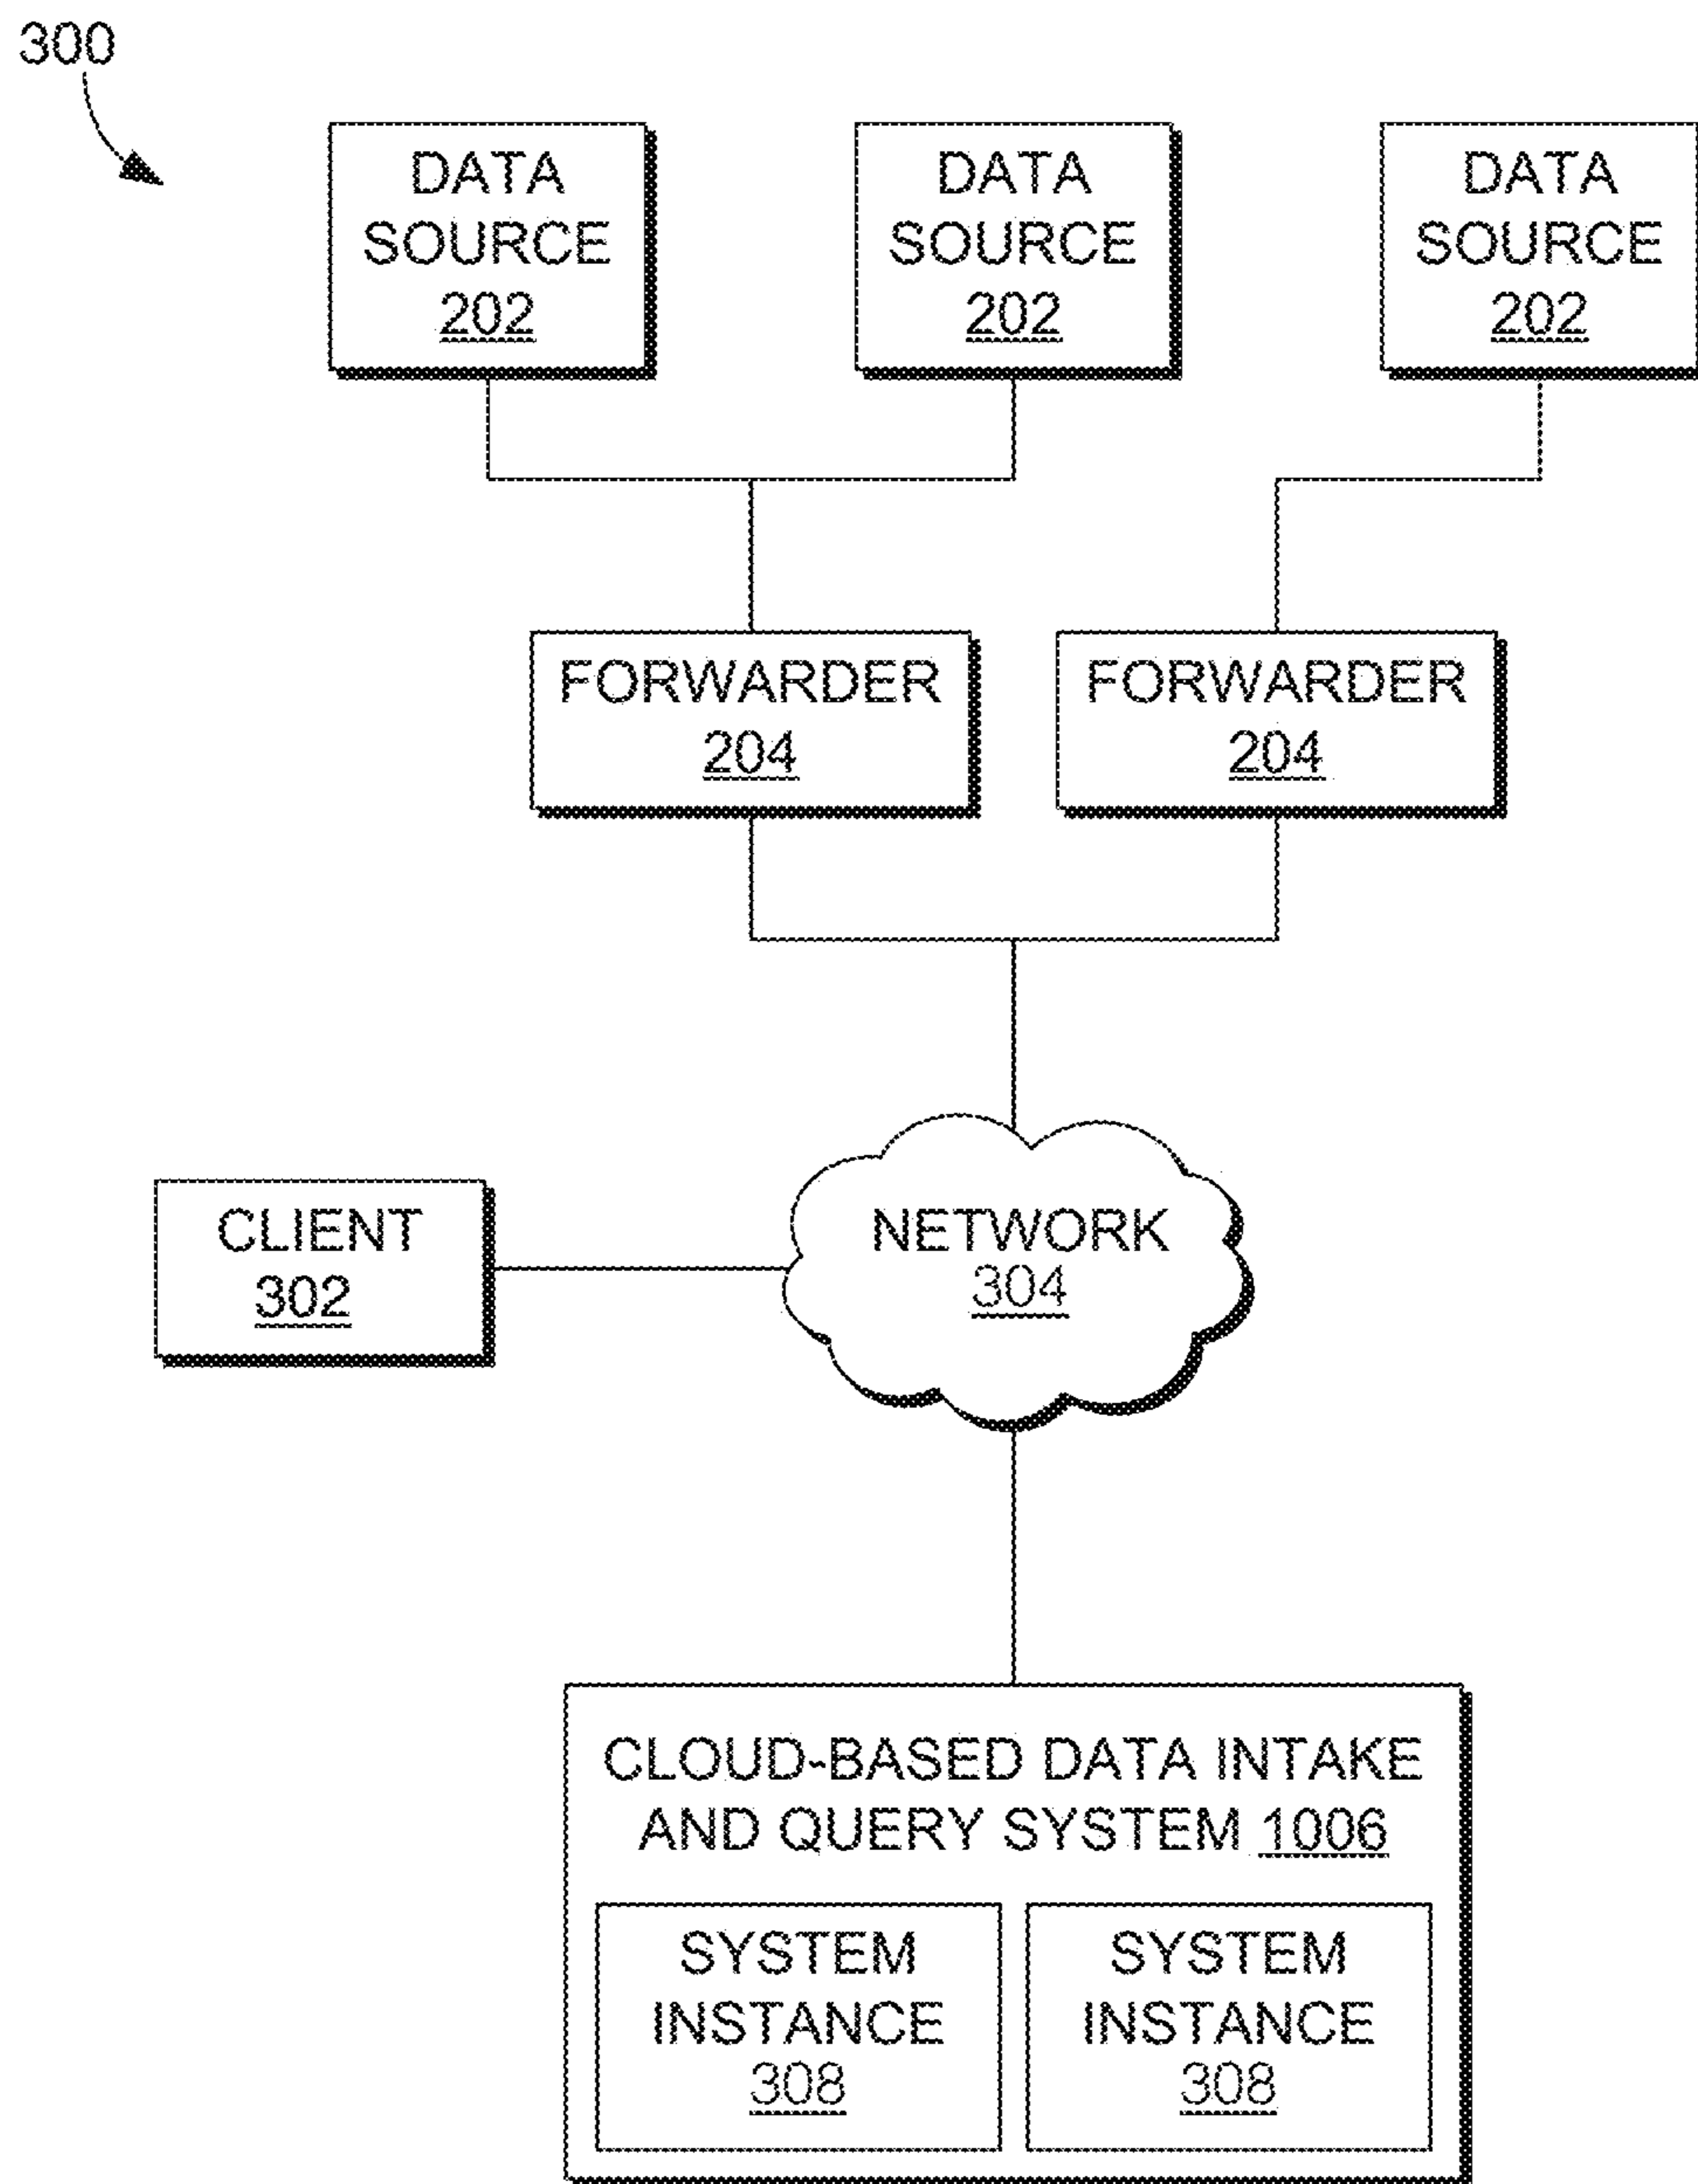 300
DATA
SOURCE
202
DATA
SOURCE
202
DATA
SOURCE
202
FORWARDER
204
FORWARDER
204
CLIENT
302
NETWORK
304
CLOUD-BASED DATA INTAKE
AND QUERY SYSTEM 1006
SYSTEM
INSTANCE
308
SYSTEM
INSTANCE
308